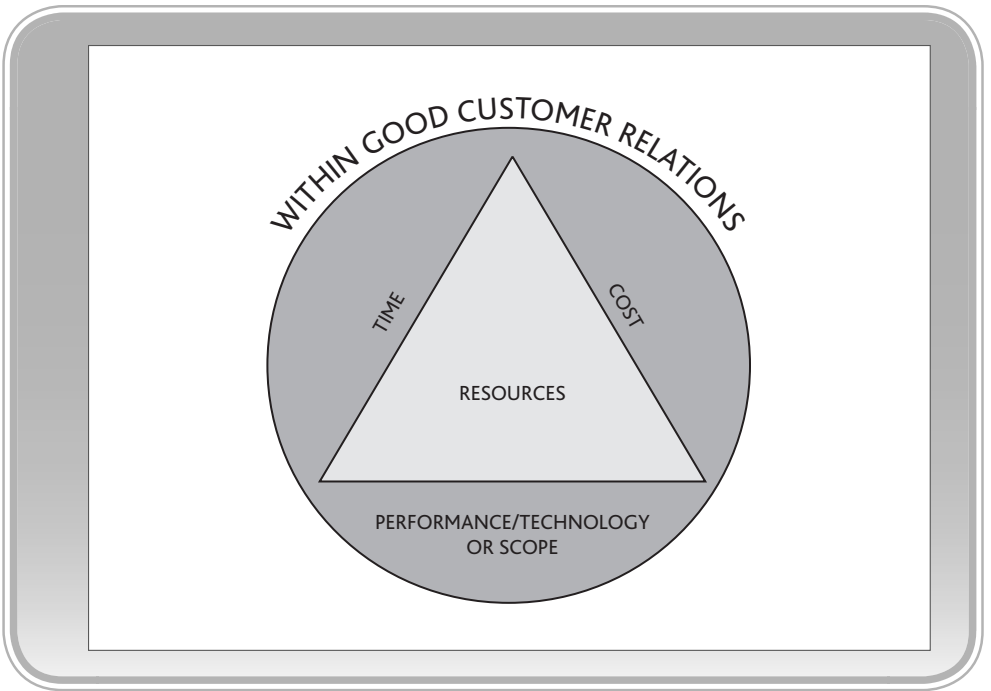 WITHIN GOOD CUSTOMER RELATIONS
TIME
COST
RESOURCES
PERFORMANCE/TECHNOLOGY
OR SCOPE